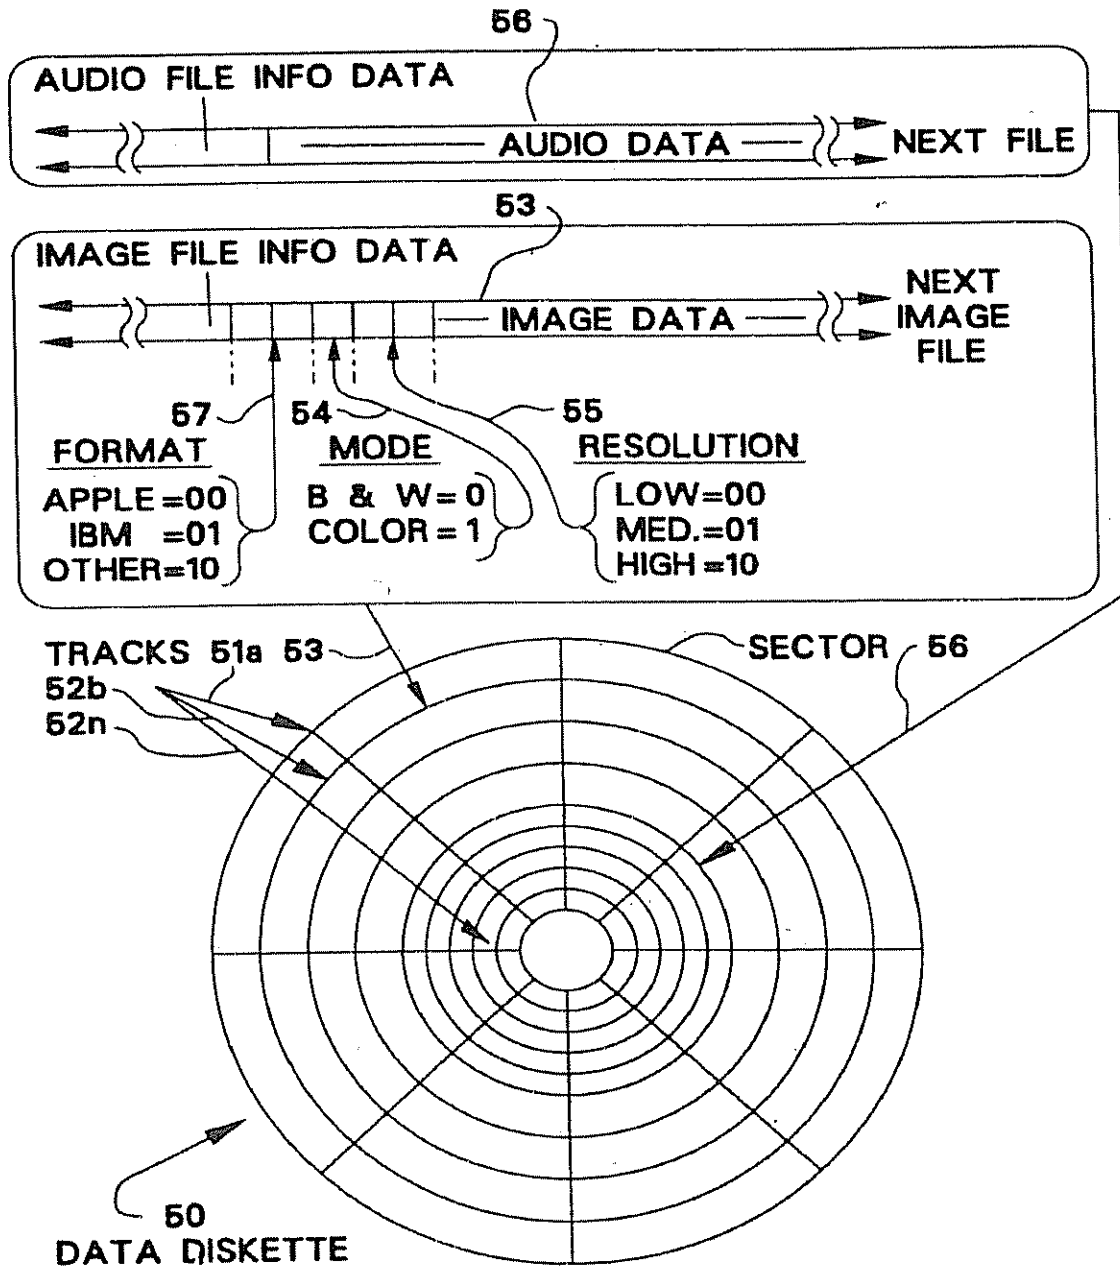 56
AUDIO FILE INFO DATA
AUDIO DATA
NEXT FILE
53
IMAGE FILE INFO DATA
IMAGE DATA
NEXT
IMAGE
FILE
57
54
55
FORMAT
APPLE=00
IBM =01
OTHER=10
MODE
B & W=0
COLOR=1
RESOLUTION
LOW=00
MED.=01
HIGH=10
TRACKS 51a 53
52b
52n
SECTOR 56
50
DATA DISKETTE